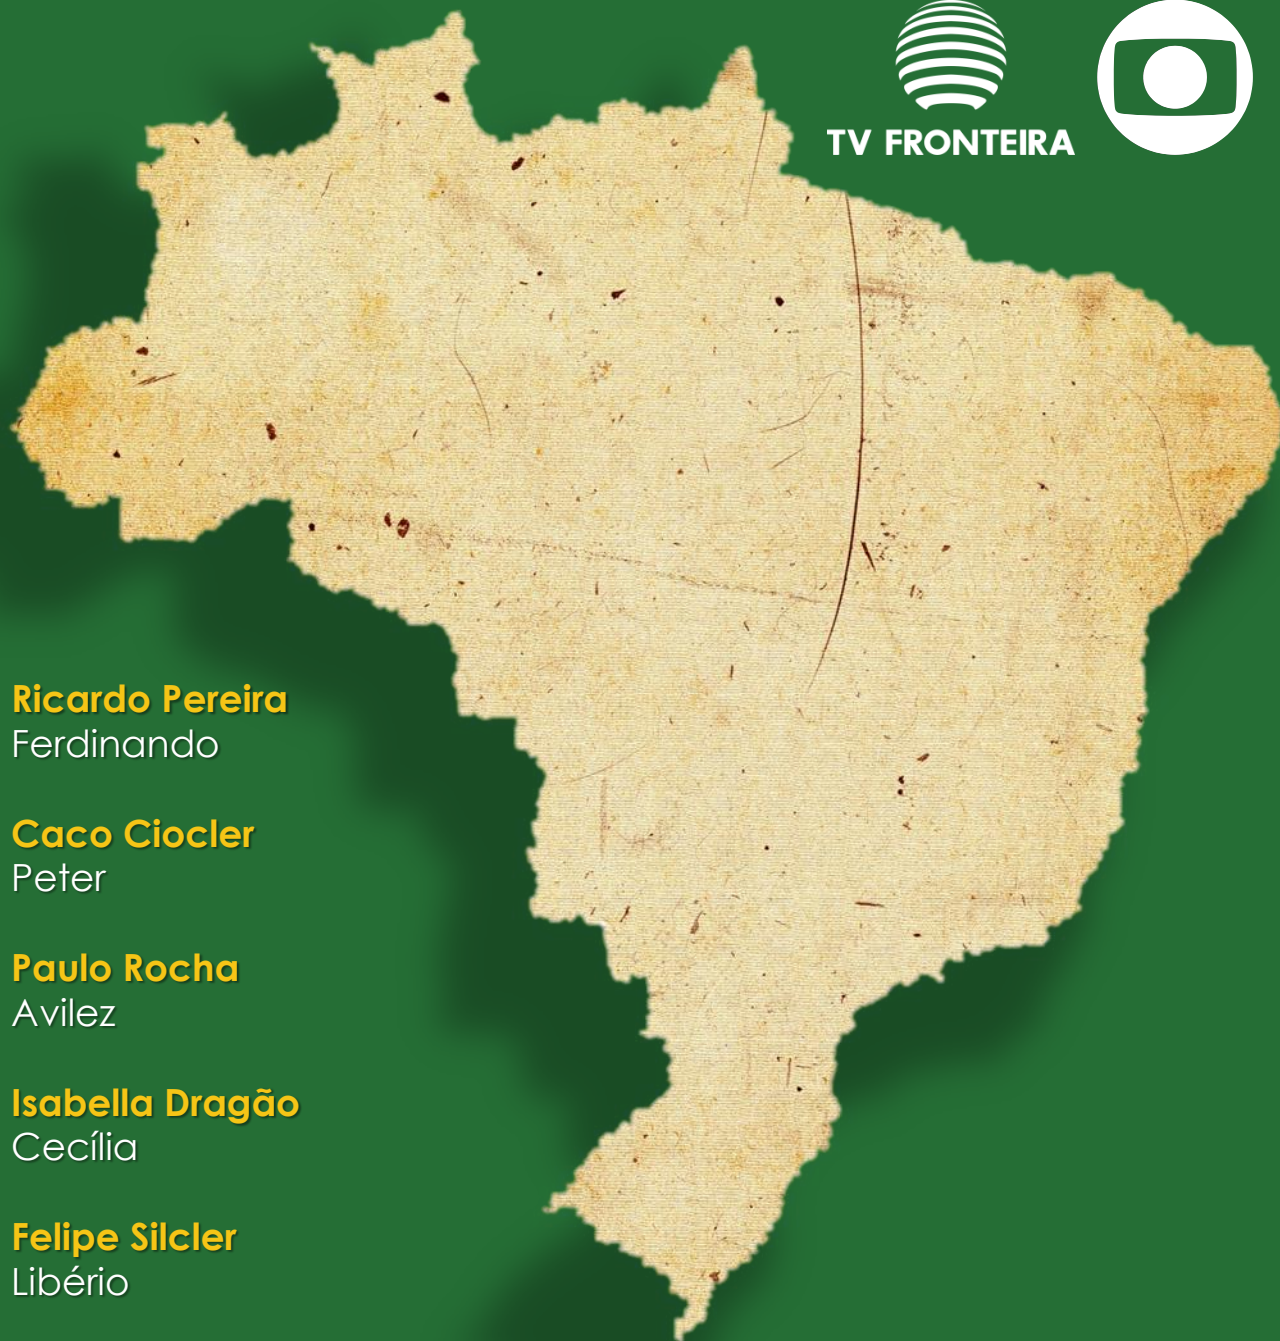 TV FRONTEIRA
Ricardo Pereira
Ferdinando
Caco Ciocler
Peter
Paulo Rocha
Avilez
Isabella Dragão
Cecília
Felipe Silcler
Libério